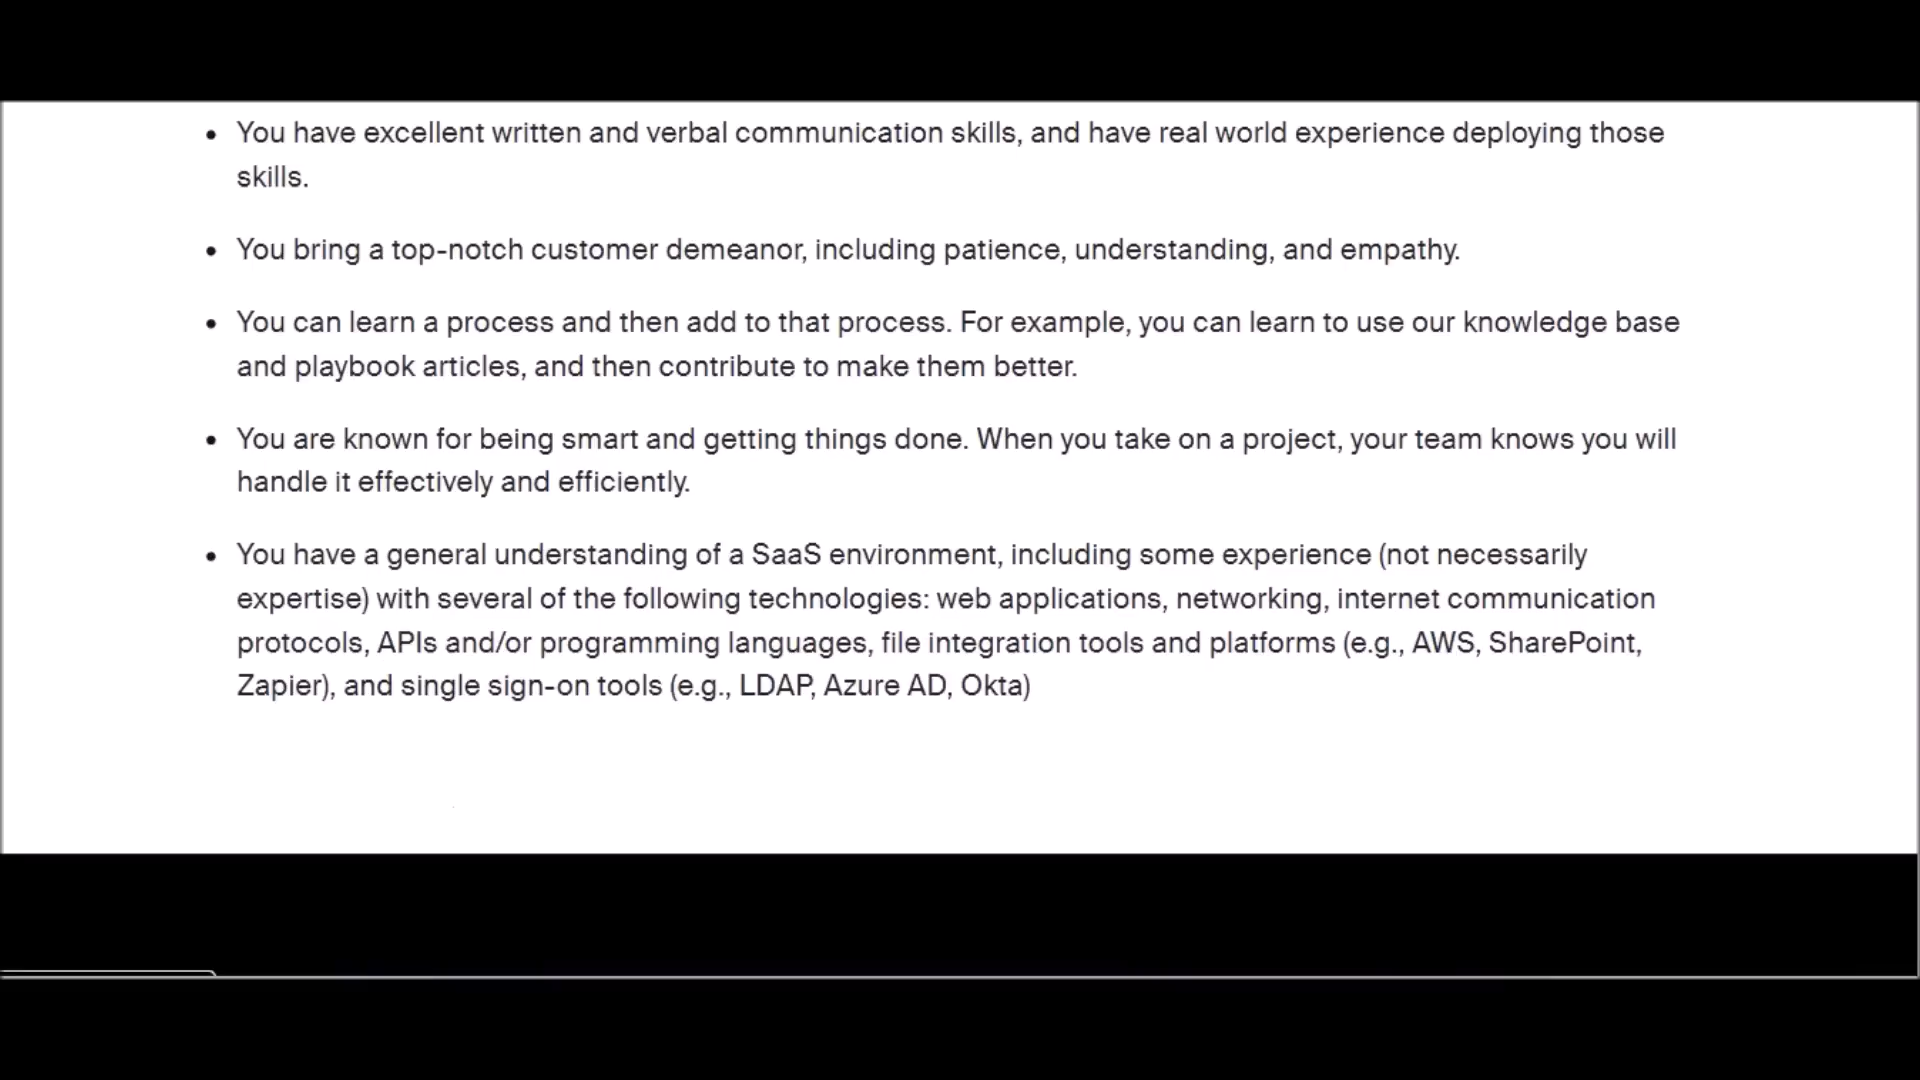 • You have excellent written and verbal communication skills, and have real world experience deploying those
skills.
• You bring a top-notch customer demeanor, including patience, understanding, and empathy.
• You can learn a process and then add to that process. For example, you can learn to use our knowledge base
and playbook articles, and then contribute to make them better.
• You are known for being smart and getting things done. When you take on a project, your team knows you will
handle it effectively and efficiently.
• You have a general understanding of a SaaS environment, including some experience (not necessarily
expertise) with several of the following technologies: web applications, networking, internet communication
protocols, APIs and/or programming languages, file integration tools and platforms (e.g., AWS, SharePoint,
Zapier), and single sign-on tools (e.g., LDAP, Azure AD, Okta)